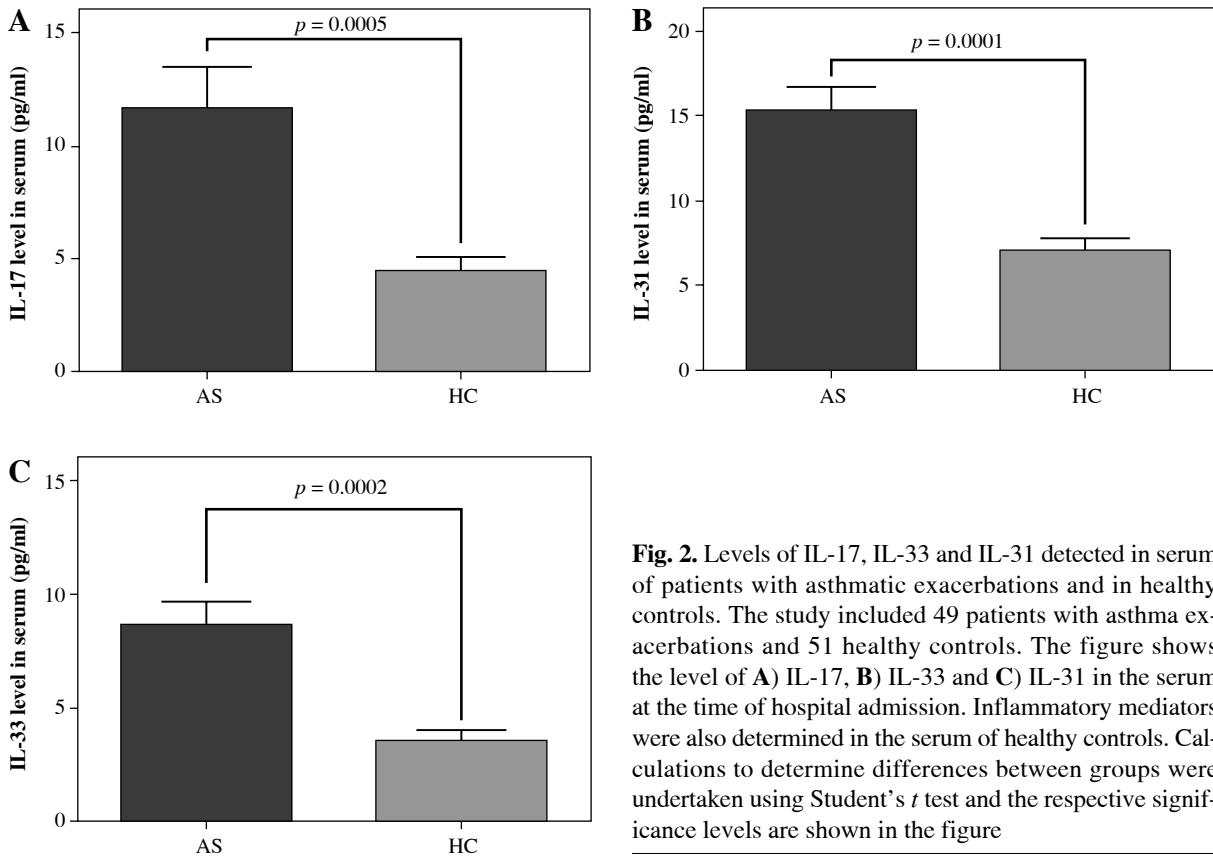 A
IL-17 level in serum (pg/ml)
15
10
5
0
p = 0.0005
AS HC
B
IL-31 level in serum (pg/ml)
20
15
10
5
0
p = 0.0001
AS HC
C
IL-33 level in serum (pg/ml)
15
10
5
0
p = 0.0002
AS HC
Fig. 2. Levels of IL-17, IL-33 and IL-31 detected in serum
of patients with asthmatic exacerbations and in healthy
controls. The study included 49 patients with asthma ex-
acerbations and 51 healthy controls. The figure shows
the level of A) IL-17, B) IL-33 and C) IL-31 in the serum
at the time of hospital admission. Inflammatory mediators
were also determined in the serum of healthy controls. Cal-
culations to determine differences between groups were
undertaken using Student's t test and the respective signif-
icance levels are shown in the figure